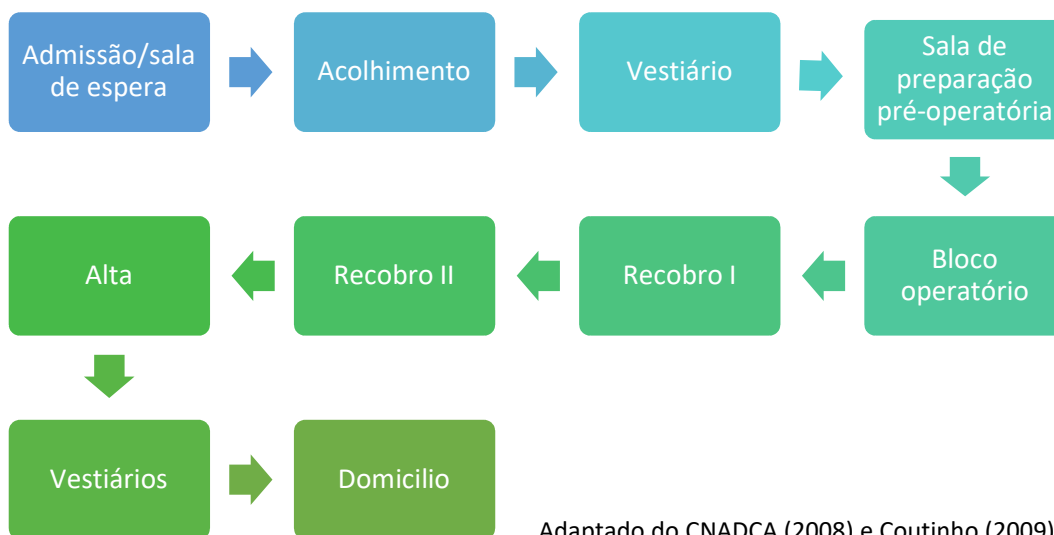 Admissão/sala
de espera
Acolhimento
Vestiário
Sala de
preparação
pré-operatória
Alta
Recobro II
Recobro I
Bloco
operatório
Vestiários
Domicilio
Adaptado do CNADCA (2008) e Coutinho (2009)